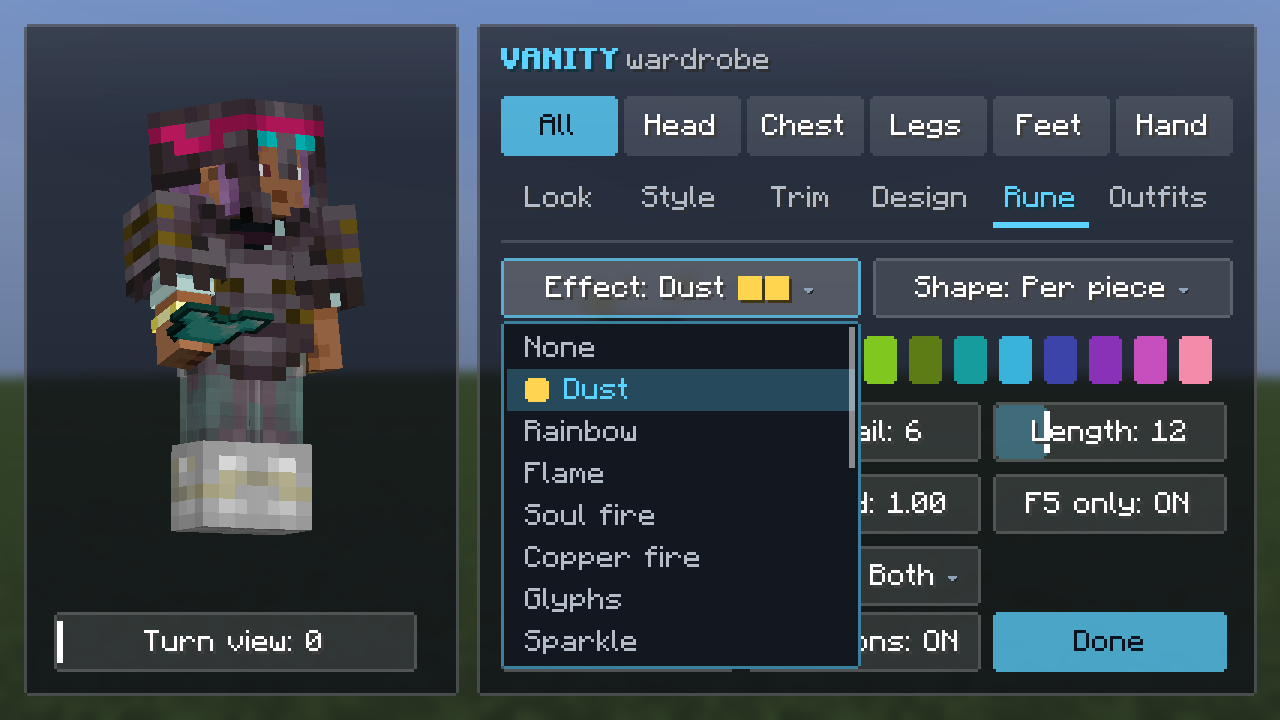 VANITY wardrobe
All Head Chest Legs Feet Hand
Look Style Trim Design Rune Outfits
Effect: Dust Shape: Per piece
None
Dust
Rainbow
ail: 6 Length: 12
Flame
d: 1.00 F5 only: ON
Soul fire
Copper fire
Both
Glyphs
Sparkle
ons: ON Done
Turn view: 0